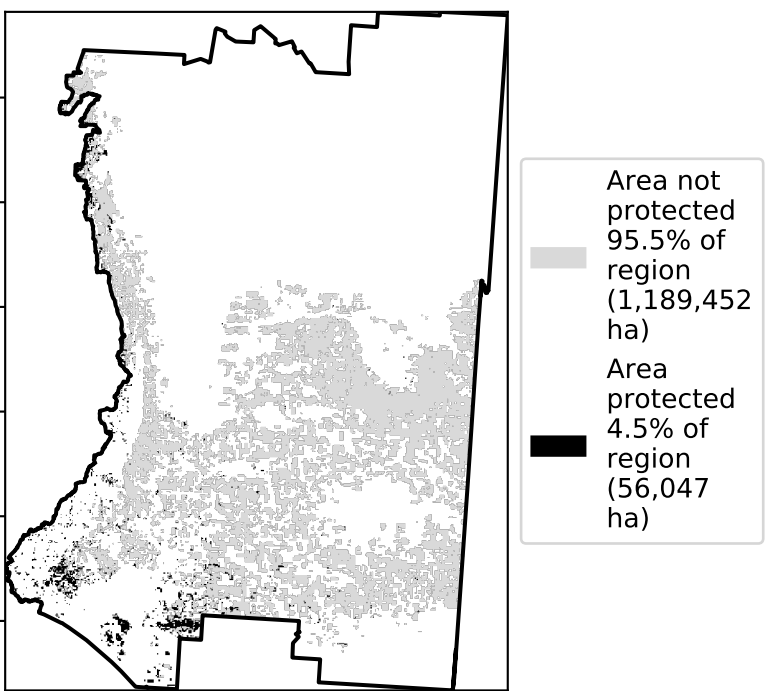 Area not
protected
95.5% of
region
(1,189,452
ha)
Area
protected
4.5% of
region
(56,047
ha)